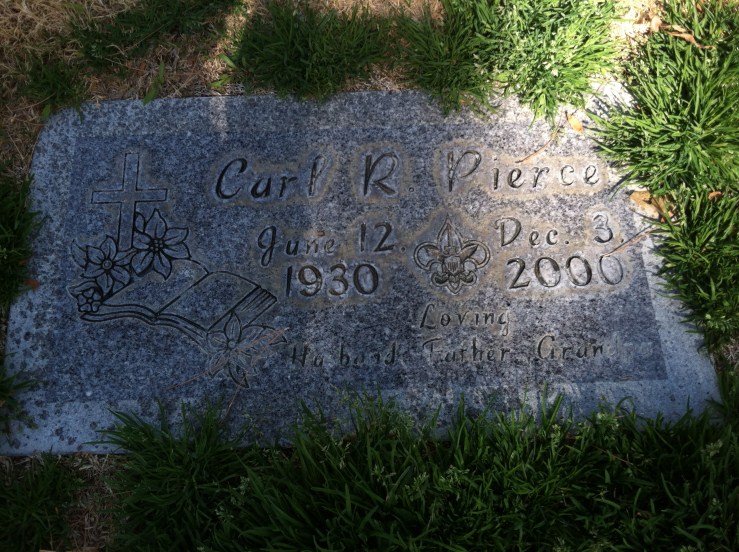 Carl R. Pierce
June 12, 1930 Dec. 3, 2000
Loving
Husband Father